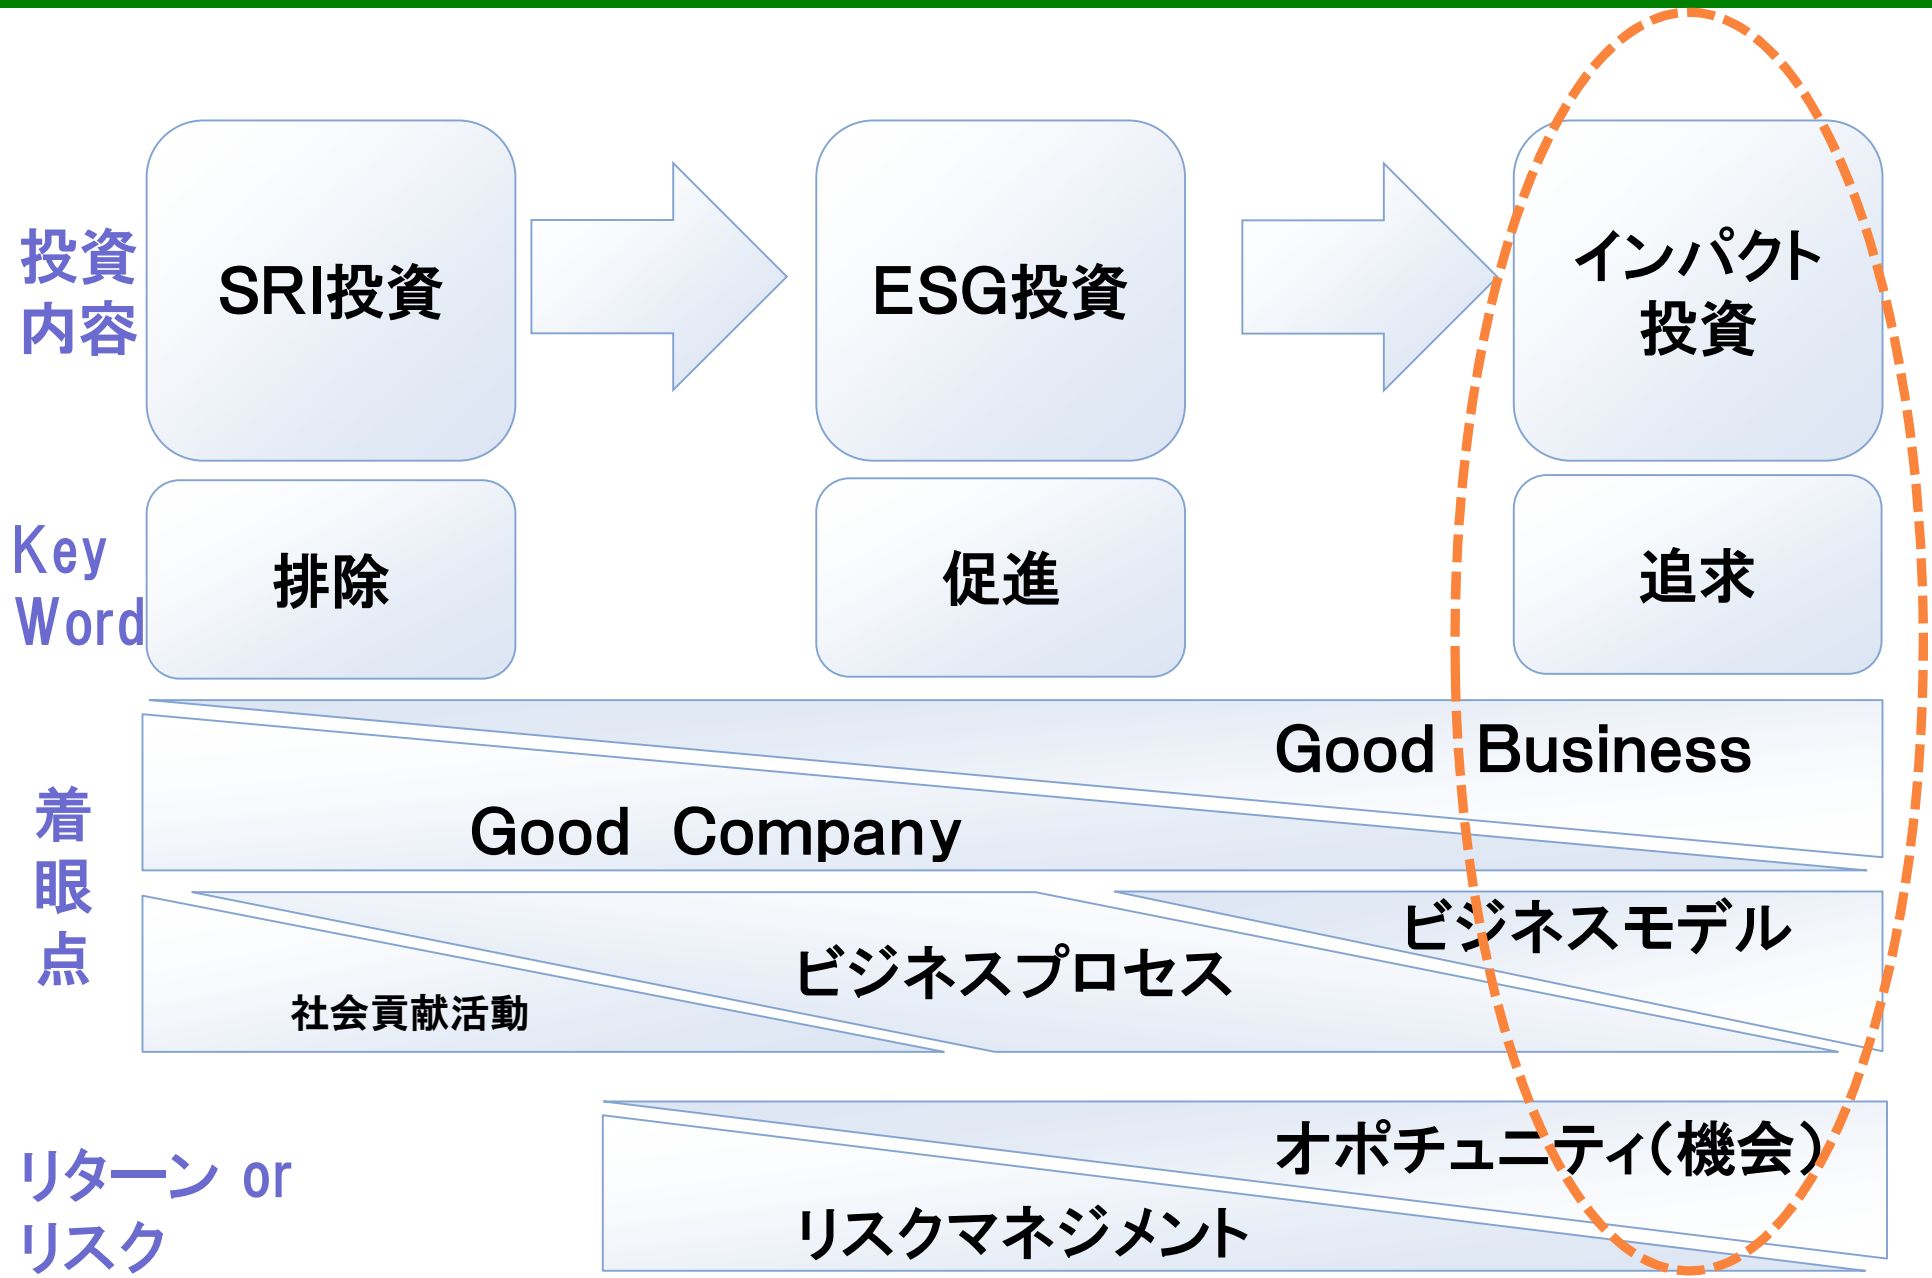 投資
内容
SRI投資
ESG投資
インパクト
投資
Key
Word
排除
促進
追求
着
眼
点
Good Business
Good Company
ビジネスモデル
ビジネスプロセス
社会貢献活動
リターン or
リスク
オポチュニティ(機会)
リスクマネジメント